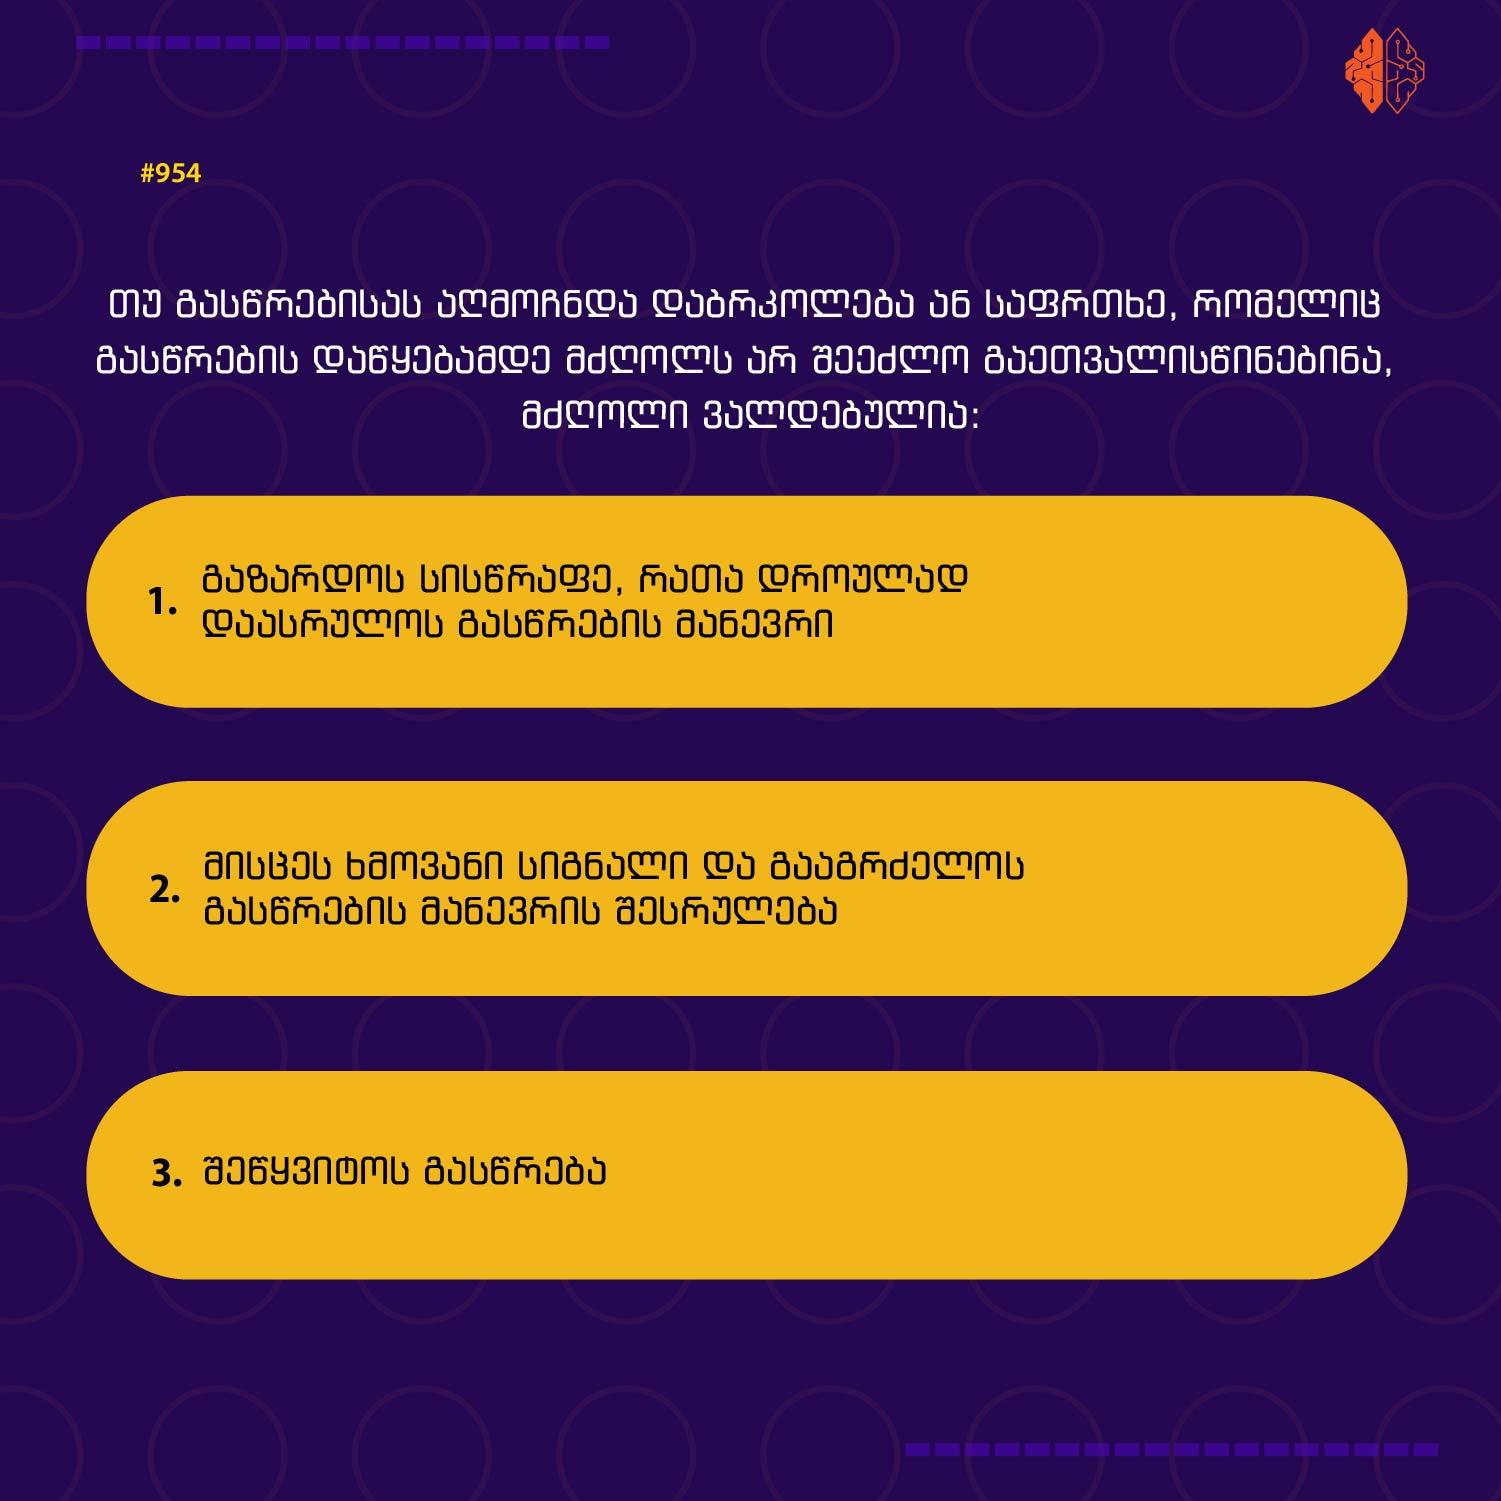 #954
თუ გასწრებისას აღმოჩნდა დაბრკოლება ან საფრთხე, რომელიც
გასწრების დაწყებამდე მძღოლს არ შეეძლო გაეთვალისწინებინა,
მძღოლი ვალდებულია:
1. გაზარდოს სისწრაფე, რათა დროულად
დაასრულოს გასწრების მანევრი
2. მისცეს ხმოვანი სიგნალი და გააგრძელოს
გასწრების მანევრის შესრულება
3. შეწყვიტოს გასწრება